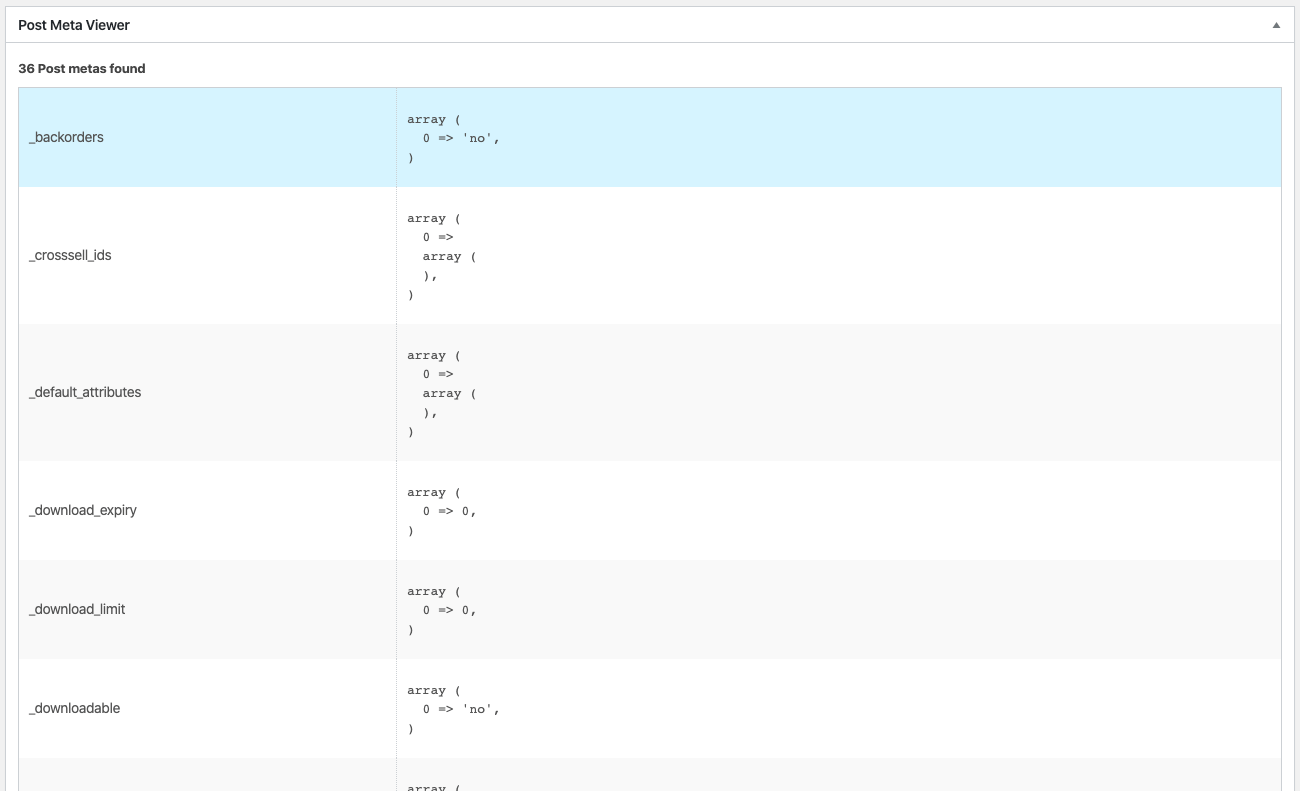 Post Meta Viewer
36 Post metas found
_backorders
array (
  0 => 'no',
)
_crosssell_ids
array (
  0 =>
  array (
  ),
)
_default_attributes
array (
  0 =>
  array (
  ),
)
_download_expiry
array (
  0 => 0,
)
_download_limit
array (
  0 => 0,
)
_downloadable
array (
  0 => 'no',
)
array (